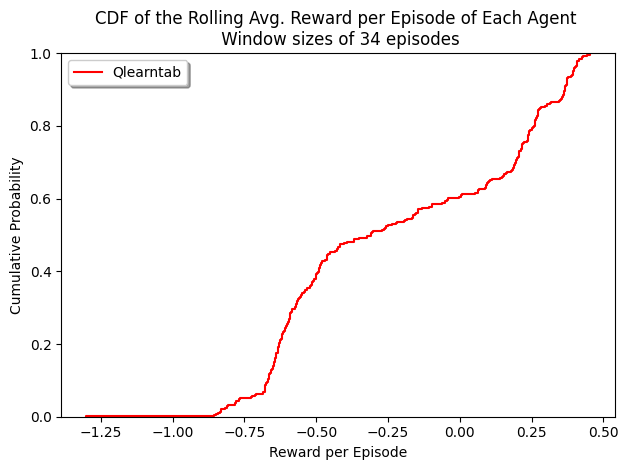 CDF of the Rolling Avg. Reward per Episode of Each Agent
Window sizes of 34 episodes
Qlearntab
1.0
0.8
0.6
0.4
0.2
0.0
Cumulative Probability
−1.25
−1.00
−0.75
−0.50
−0.25
0.00
0.25
0.50
Reward per Episode